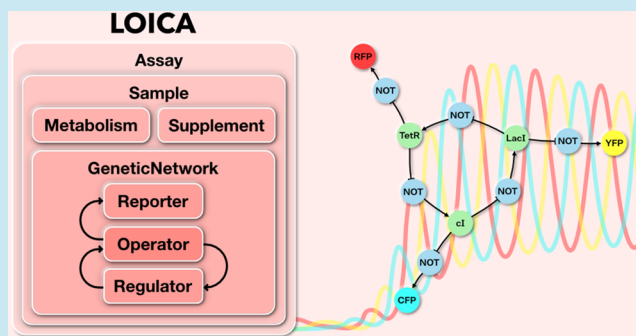 LOICA
Assay
Sample
Metabolism
Supplement
GeneticNetwork
Reporter
Operator
Regulator
RFP
NOT
TetR
NOT
LacI
NOT
YFP
NOT
NOT
cI
NOT
CFP